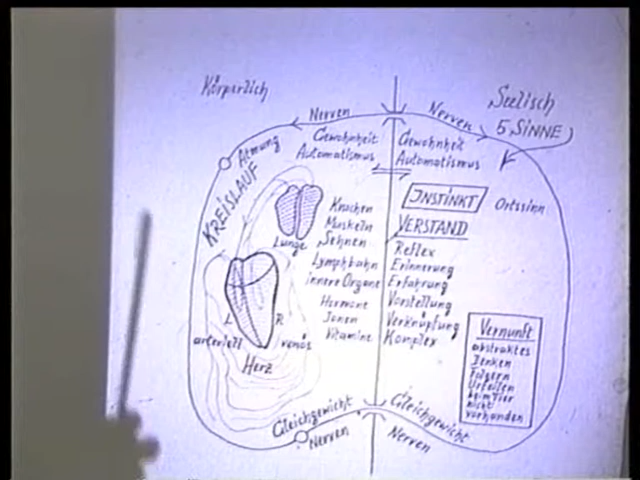 Körperlich
Seelisch
5 SINNE
Nerven
Nerven
Atmung
KREISLAUF
Gewohnheit
Automatismus
Gewohnheit
Automatismus
INSTINKT
Ortssinn
VERSTAND
Lunge
Knochen
Muskeln
Sehnen
Lymphbahn
innere Organe
Hormone
Jonen
Vitamine
Reflex
Erinnerung
Erfahrung
Vorstellung
Verknüpfung
Komplex
L
R
arteriell
venös
Herz
Vernunft
abstraktes
Denken
Folgern
Urteilen
beim Tier
nicht
vorhanden
Gleichgewicht
Nerven
Gleichgewicht
Nerven